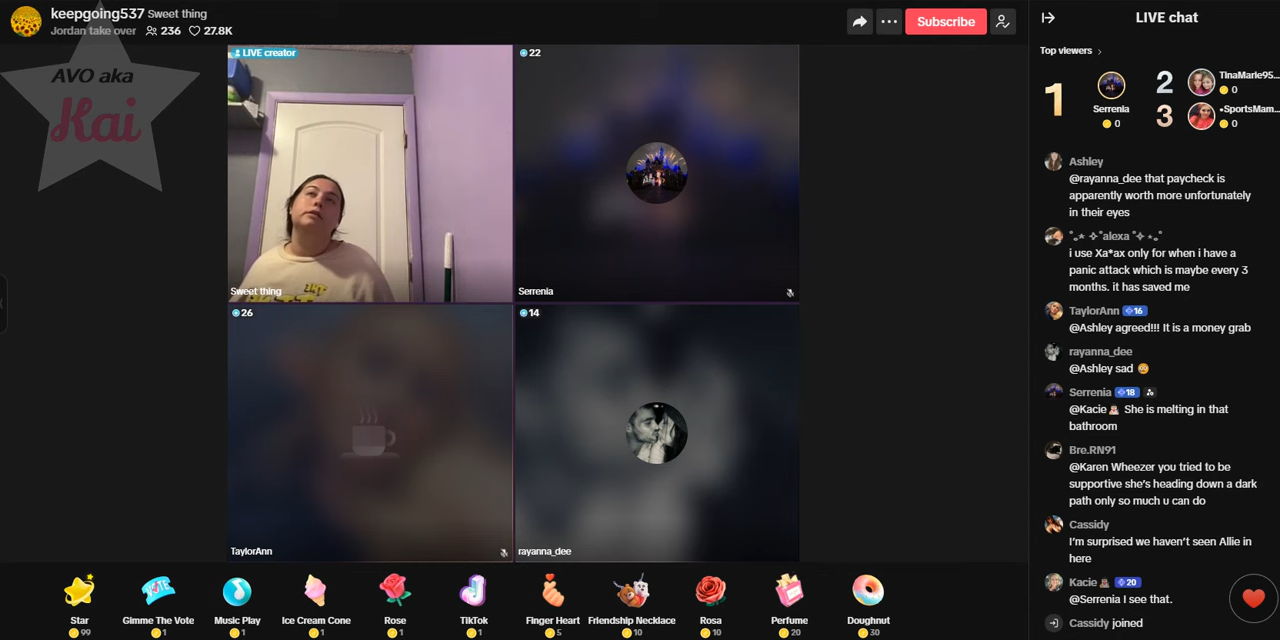 keepgoing537 Sweet thing
Jordan take over 236 27.8K
Subscribe
AVO aka
Kai
LIVE creator
Sweet thing
22
Serrenia
26
TaylorAnn
14
rayanna_dee
Star
99
Gimme The Vote
1
Music Play
1
Ice Cream Cone
1
Rose
1
TikTok
1
Finger Heart
5
Friendship Necklace
10
Rosa
10
Perfume
20
Doughnut
30
LIVE chat
Top viewers >
1
Serrenia
0
2
TinaMarie95...
0
3
•SportsMam...
0
Ashley
@rayanna_dee that paycheck is
apparently worth more unfortunately
in their eyes
alexa
i use Xa*ax only for when i have a
panic attack which is maybe every 3
months. it has saved me
TaylorAnn 16
@Ashley agreed!!! It is a money grab
rayanna_dee
@Ashley sad 😳
Serrenia 18
@Kacie She is melting in that
bathroom
Bre.RN91
@Karen Wheezer you tried to
be supportive she's heading down a dark
path only so much u can do
Cassidy
I'm surprised we haven't seen Allie in
here
Kacie 20
@Serrenia I see that.
Cassidy joined